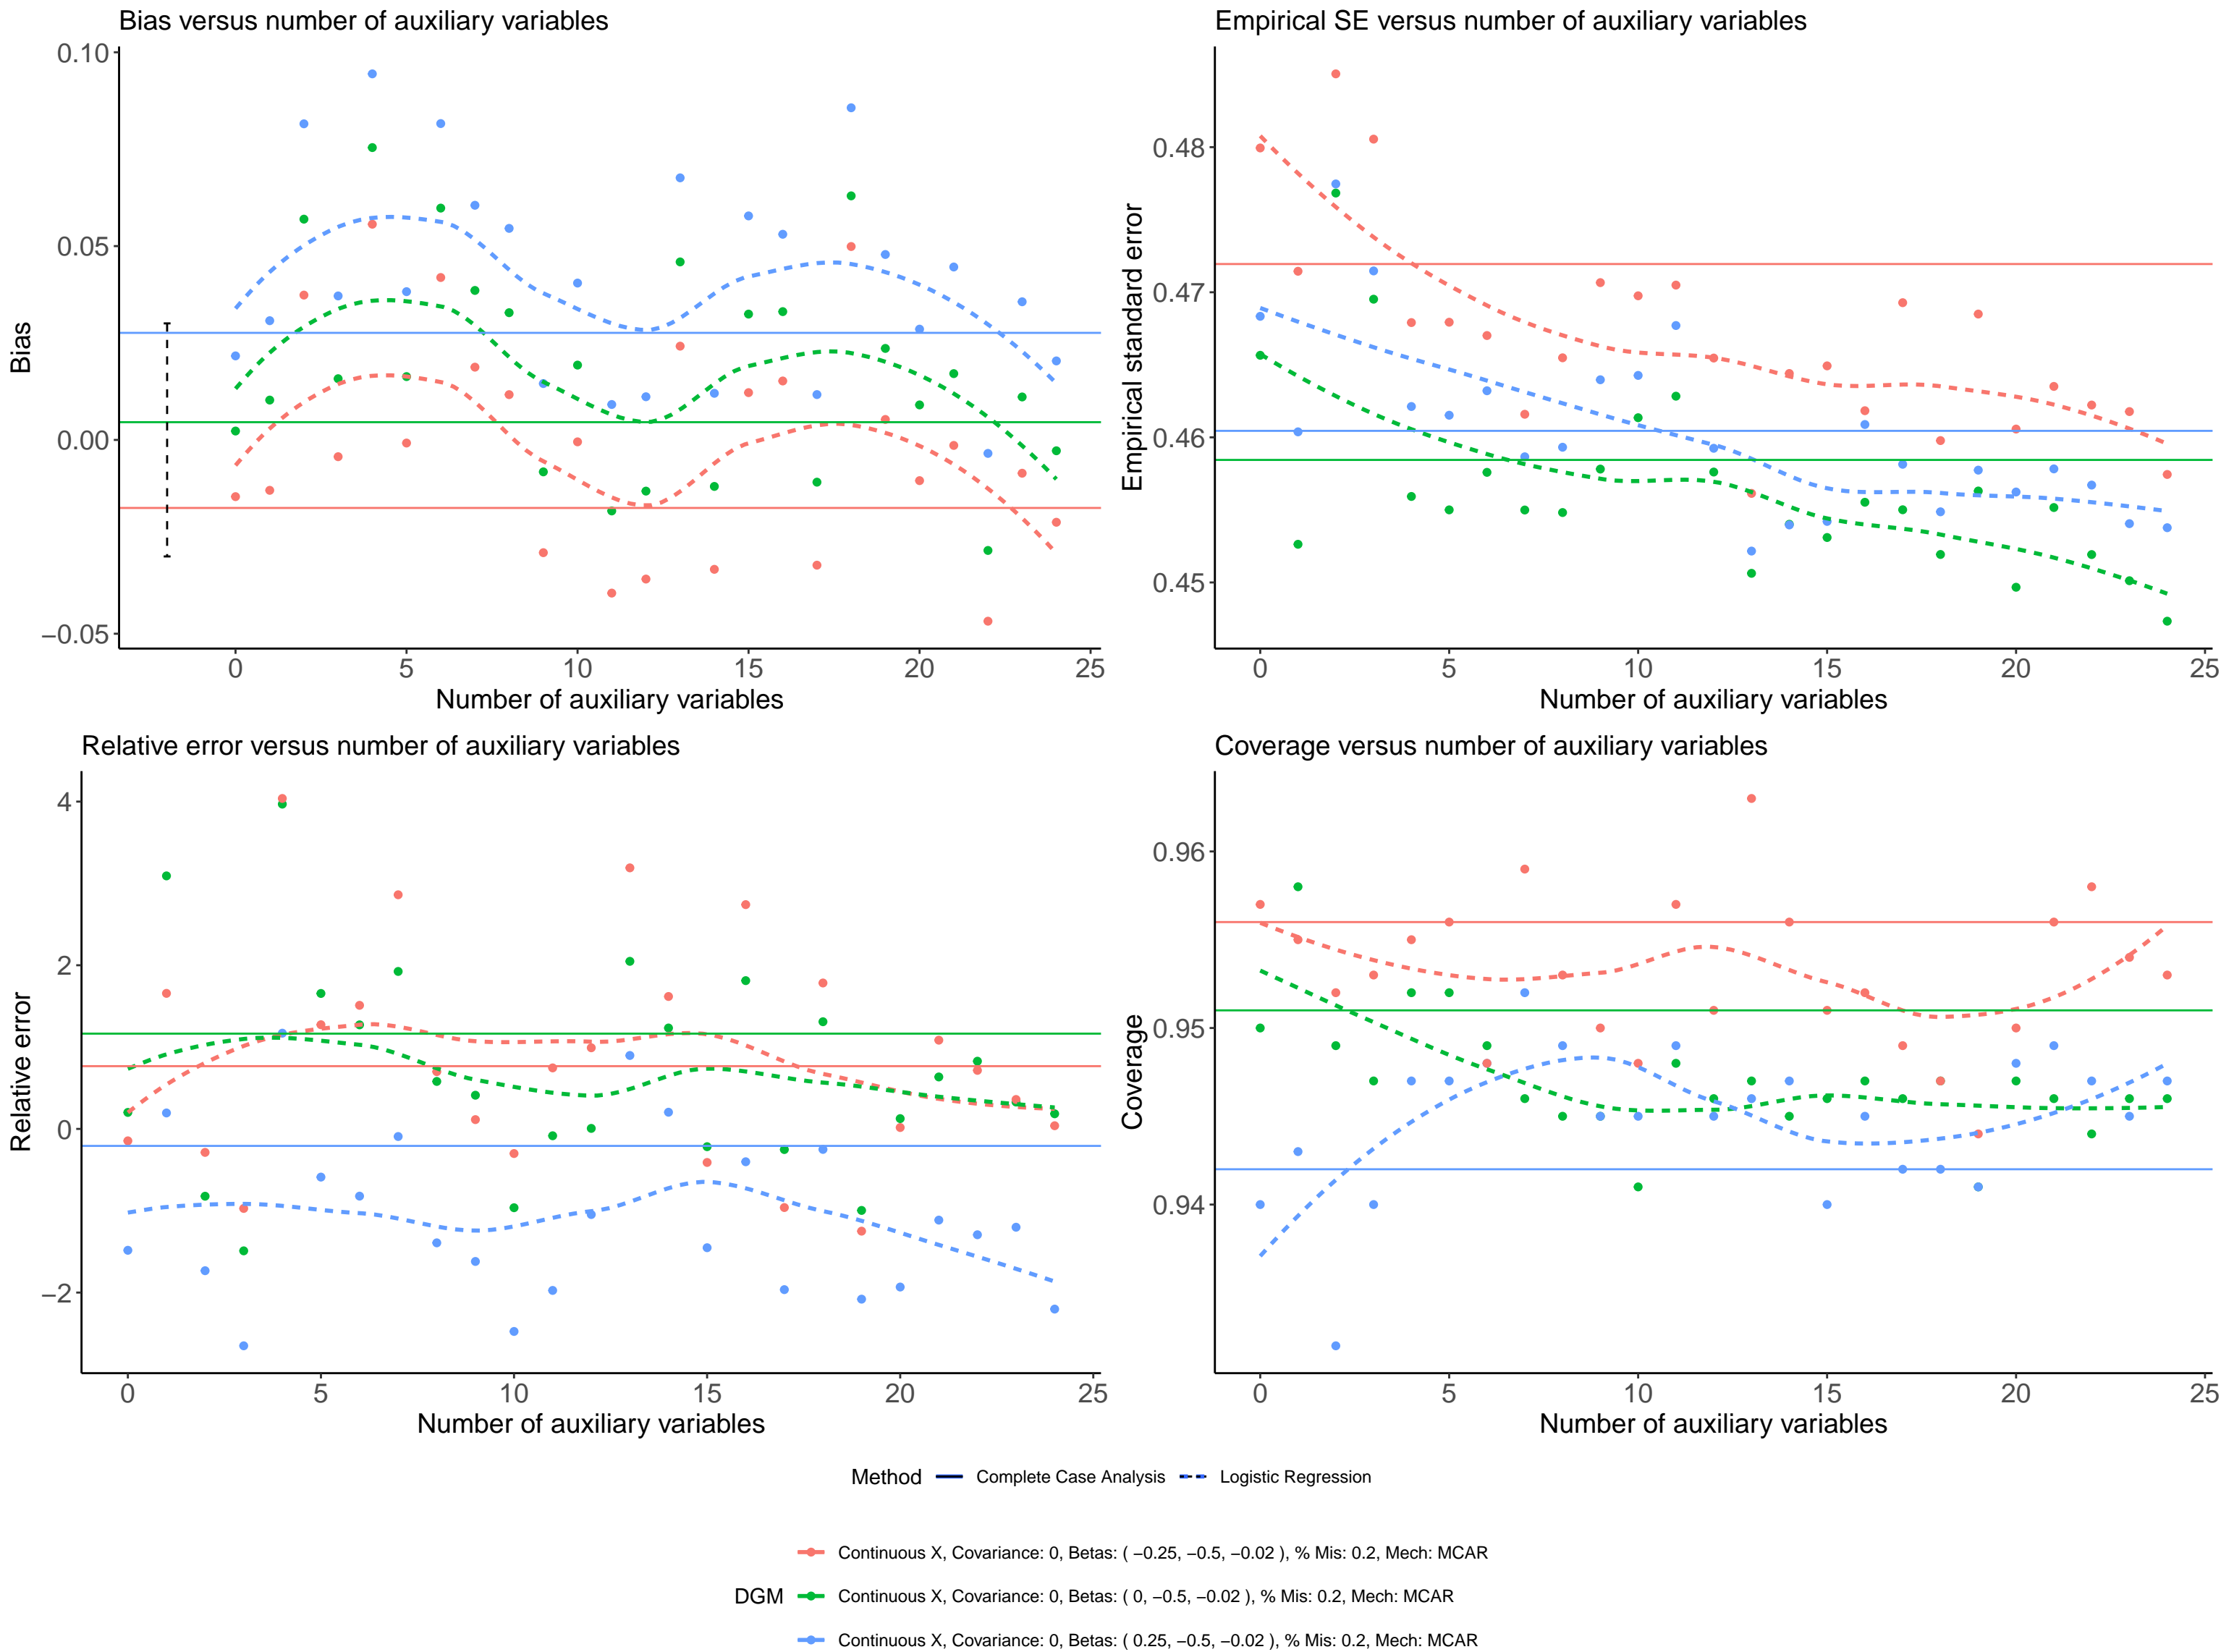 Bias versus number of auxiliary variables
0.10
0.05
0.00
−0.05
Bias
0 5 10 15 20 25
Number of auxiliary variables
Empirical SE versus number of auxiliary variables
0.48
0.47
0.46
0.45
Empirical standard error
0 5 10 15 20 25
Number of auxiliary variables
Relative error versus number of auxiliary variables
4
2
0
−2
Relative error
0 5 10 15 20 25
Number of auxiliary variables
Coverage versus number of auxiliary variables
0.96
0.95
0.94
Coverage
0 5 10 15 20 25
Number of auxiliary variables
Method Complete Case Analysis Logistic Regression
Continuous X, Covariance: 0, Betas: ( −0.25, −0.5, −0.02 ), % Mis: 0.2, Mech: MCAR
DGM Continuous X, Covariance: 0, Betas: ( 0, −0.5, −0.02 ), % Mis: 0.2, Mech: MCAR
Continuous X, Covariance: 0, Betas: ( 0.25, −0.5, −0.02 ), % Mis: 0.2, Mech: MCAR